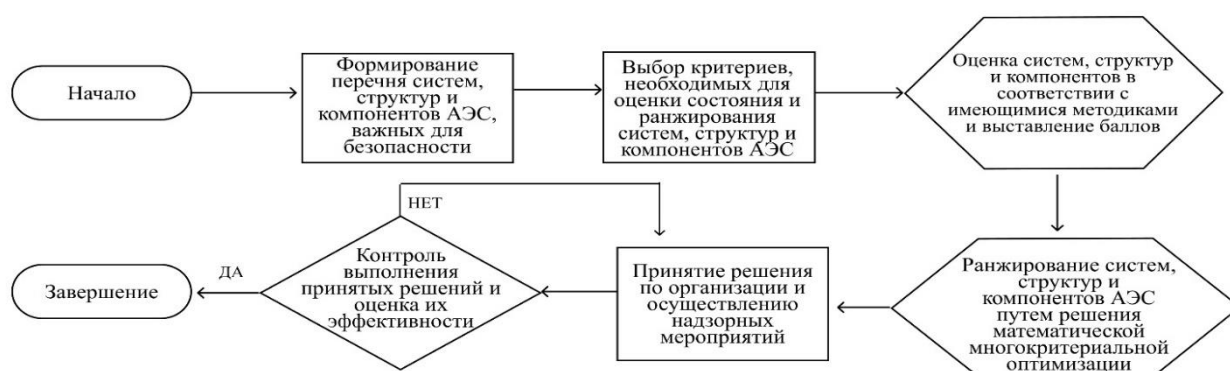 Начало
Формирование
перечня систем,
структур и
компонентов АЭС,
важных для
безопасности
Выбор критериев,
необходимых для
оценки состояния и
ранжирования
систем, структур и
компонентов АЭС
Оценка систем, структур
и компонентов в
соответствии с
имеющимися методиками
и выставление баллов
Ранжирование систем,
структур и
компонентов АЭС
путем решения
математической
многокритериальной
оптимизации
Принятие решения
по организации и
осуществлению
надзорных
мероприятий
НЕТ
Контроль
выполнения
принятых решений и
оценка их
эффективности
ДА
Завершение